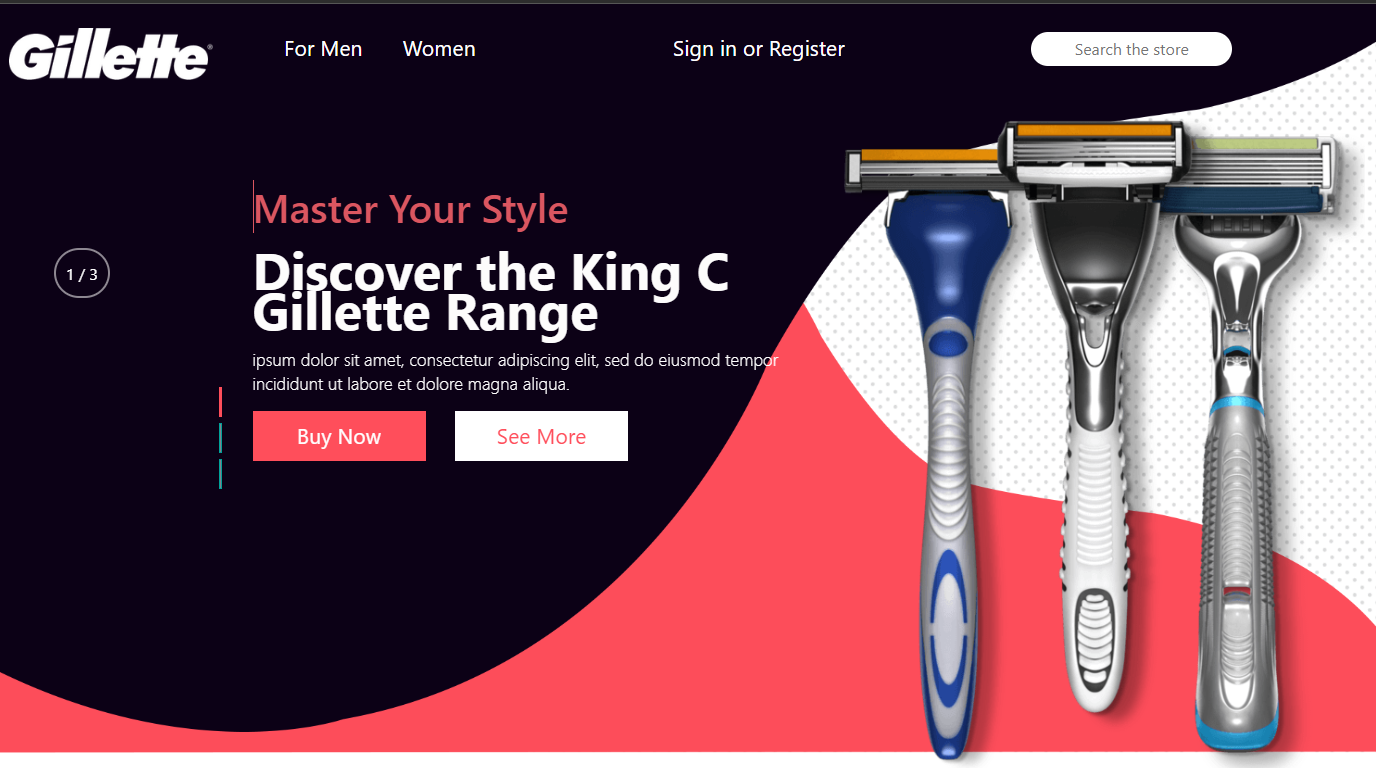 Gillette
For Men
Women
Sign in or Register
Search the store
Master Your Style
Discover the King C
Gillette Range
1 / 3
ipsum dolor sit amet, consectetur adipiscing elit, sed do eiusmod tempor
incididunt ut labore et dolore magna aliqua.
Buy Now
See More